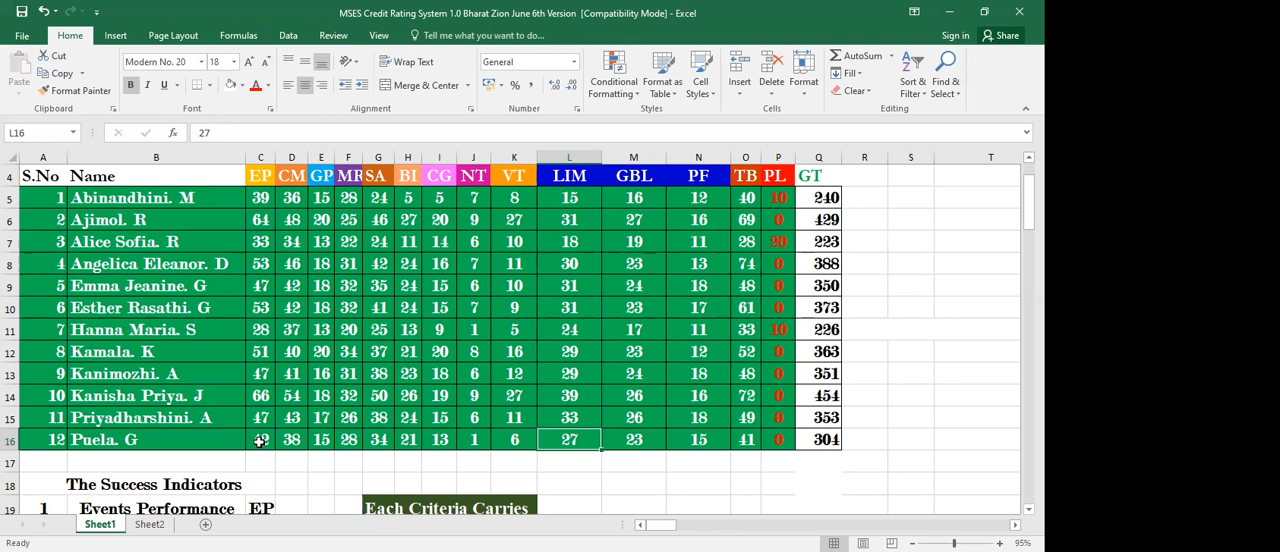 MSES Credit Rating System 1.0 Bharat Zion June 6th Version [Compatibility Mode] - Excel
File Home Insert Page Layout Formulas Data Review View Tell me what you want to do... Sign in Share
Cut Modern No. 20 18 A A Wrap Text General AutoSum
Copy Fill
Paste Format Painter B I U A Merge & Center % , Conditional Formatting Format as Table Cell Styles Insert Delete Format Clear Sort & Filter Find & Select
Clipboard Font Alignment Number Styles Cells Editing
L16 fx 27
A B C D E F G H I J K L M N O P Q R S T
4 S.No Name EP CM GP MR SA BI CG NT VT LIM GBL PF TB PL GT
5 1 Abinandhini. M 39 36 15 28 24 5 5 7 8 15 16 12 40 10 240
6 2 Ajimol. R 64 48 20 25 46 27 20 9 27 31 27 16 69 0 429
7 3 Alice Sofia. R 33 34 13 22 24 11 14 6 10 18 19 11 28 20 223
8 4 Angelica Eleanor. D 53 46 18 31 42 24 16 7 11 30 23 13 74 0 388
9 5 Emma Jeanine. G 47 42 18 32 35 24 15 6 10 31 24 18 48 0 350
10 6 Esther Rasathi. G 53 42 18 32 41 24 15 7 9 31 23 17 61 0 373
11 7 Hanna Maria. S 28 37 13 20 25 13 9 1 5 24 17 11 33 10 226
12 8 Kamala. K 51 40 20 34 37 21 20 8 16 29 23 12 52 0 363
13 9 Kanimozhi. A 47 41 16 31 38 23 18 6 12 29 24 18 48 0 351
14 10 Kanisha Priya. J 66 54 18 32 50 26 19 9 27 39 26 16 72 0 454
15 11 Priyadharshini. A 47 43 17 26 38 24 15 6 11 33 26 18 49 0 353
16 12 Puela. G 38 15 28 34 21 13 1 6 27 23 15 41 0 304
17
18 The Success Indicators
19 1 Events Performance EP Each Criteria Carries
Sheet1 Sheet2
Ready 95%